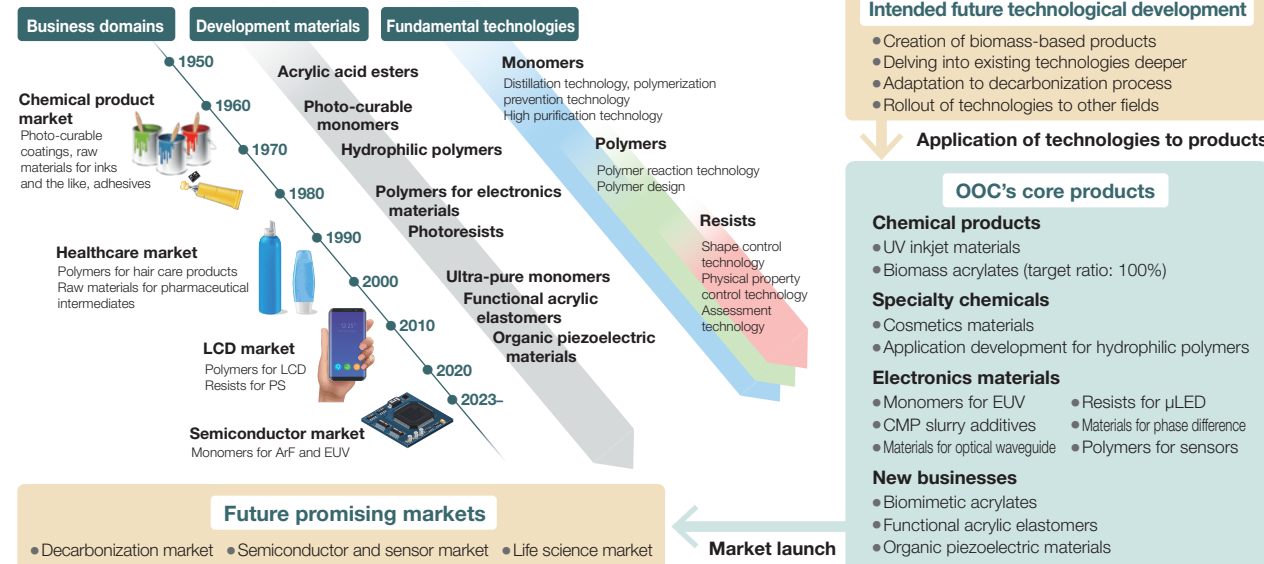 Business domains
Development materials
Fundamental technologies
1950
1960
1970
1980
1990
2000
2010
2020
2023–
Chemical product
market
Photo-curable
coatings, raw
materials for inks
and the like, adhesives
Healthcare market
Polymers for hair care products
Raw materials for pharmaceutical
intermediates
LCD market
Polymers for LCD
Resists for PS
Semiconductor market
Monomers for ArF and EUV
Acrylic acid esters
Photo-curable
monomers
Hydrophilic polymers
Polymers for electronics
materials
Photoresists
Ultra-pure monomers
Functional acrylic
elastomers
Organic piezoelectric
materials
Monomers
Distillation technology, polymerization
prevention technology
High purification technology
Polymers
Polymer reaction technology
Polymer design
Resists
Shape control
technology
Physical property
control technology
Assessment
technology
Intended future technological development
●Creation of biomass-based products
●Delving into existing technologies deeper
●Adaptation to decarbonization process
●Rollout of technologies to other fields
Application of technologies to products
OOC's core products
Chemical products
●UV inkjet materials
●Biomass acrylates (target ratio: 100%)
Specialty chemicals
●Cosmetics materials
●Application development for hydrophilic polymers
Electronics materials
●Monomers for EUV
●CMP slurry additives
●Materials for optical waveguide
●Resists for μLED
●Materials for phase difference
●Polymers for sensors
New businesses
●Biomimetic acrylates
●Functional acrylic elastomers
●Organic piezoelectric materials
Market launch
Future promising markets
●Decarbonization market ●Semiconductor and sensor market ●Life science market